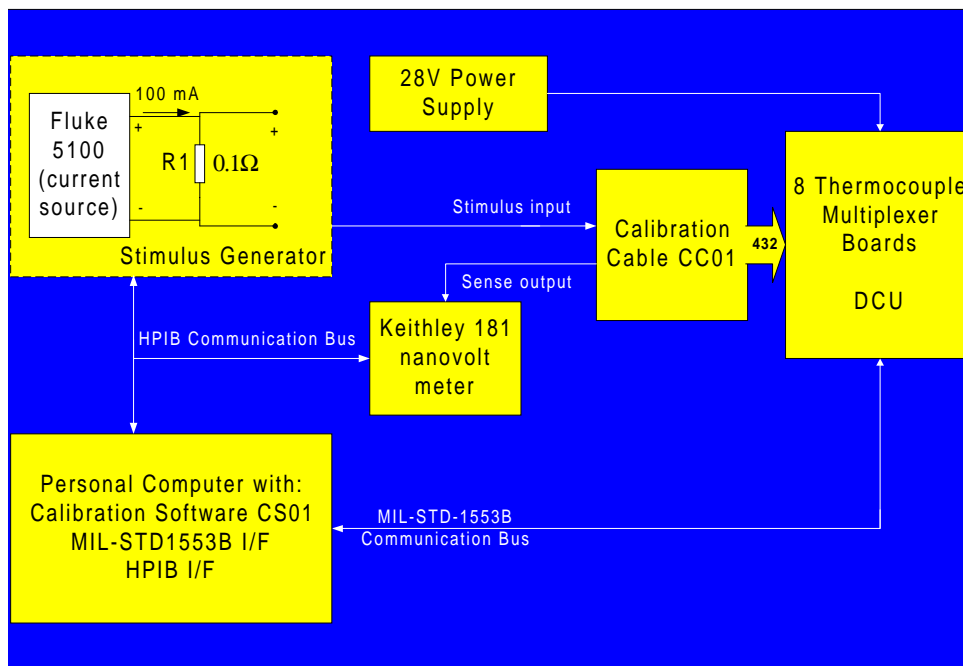 Fluke
5100
(current
source)
100 mA
+
-
R1
0.1Ω
+
-
Stimulus Generator
28V Power
Supply
8 Thermocouple
Multiplexer
Boards
DCU
Stimulus input
Calibration
Cable CC01
432
Sense output
HPIB Communication Bus
Keithley 181
nanovolt
meter
Personal Computer with:
Calibration Software CS01
MIL-STD1553B I/F
HPIB I/F
MIL-STD-1553B
Communication Bus